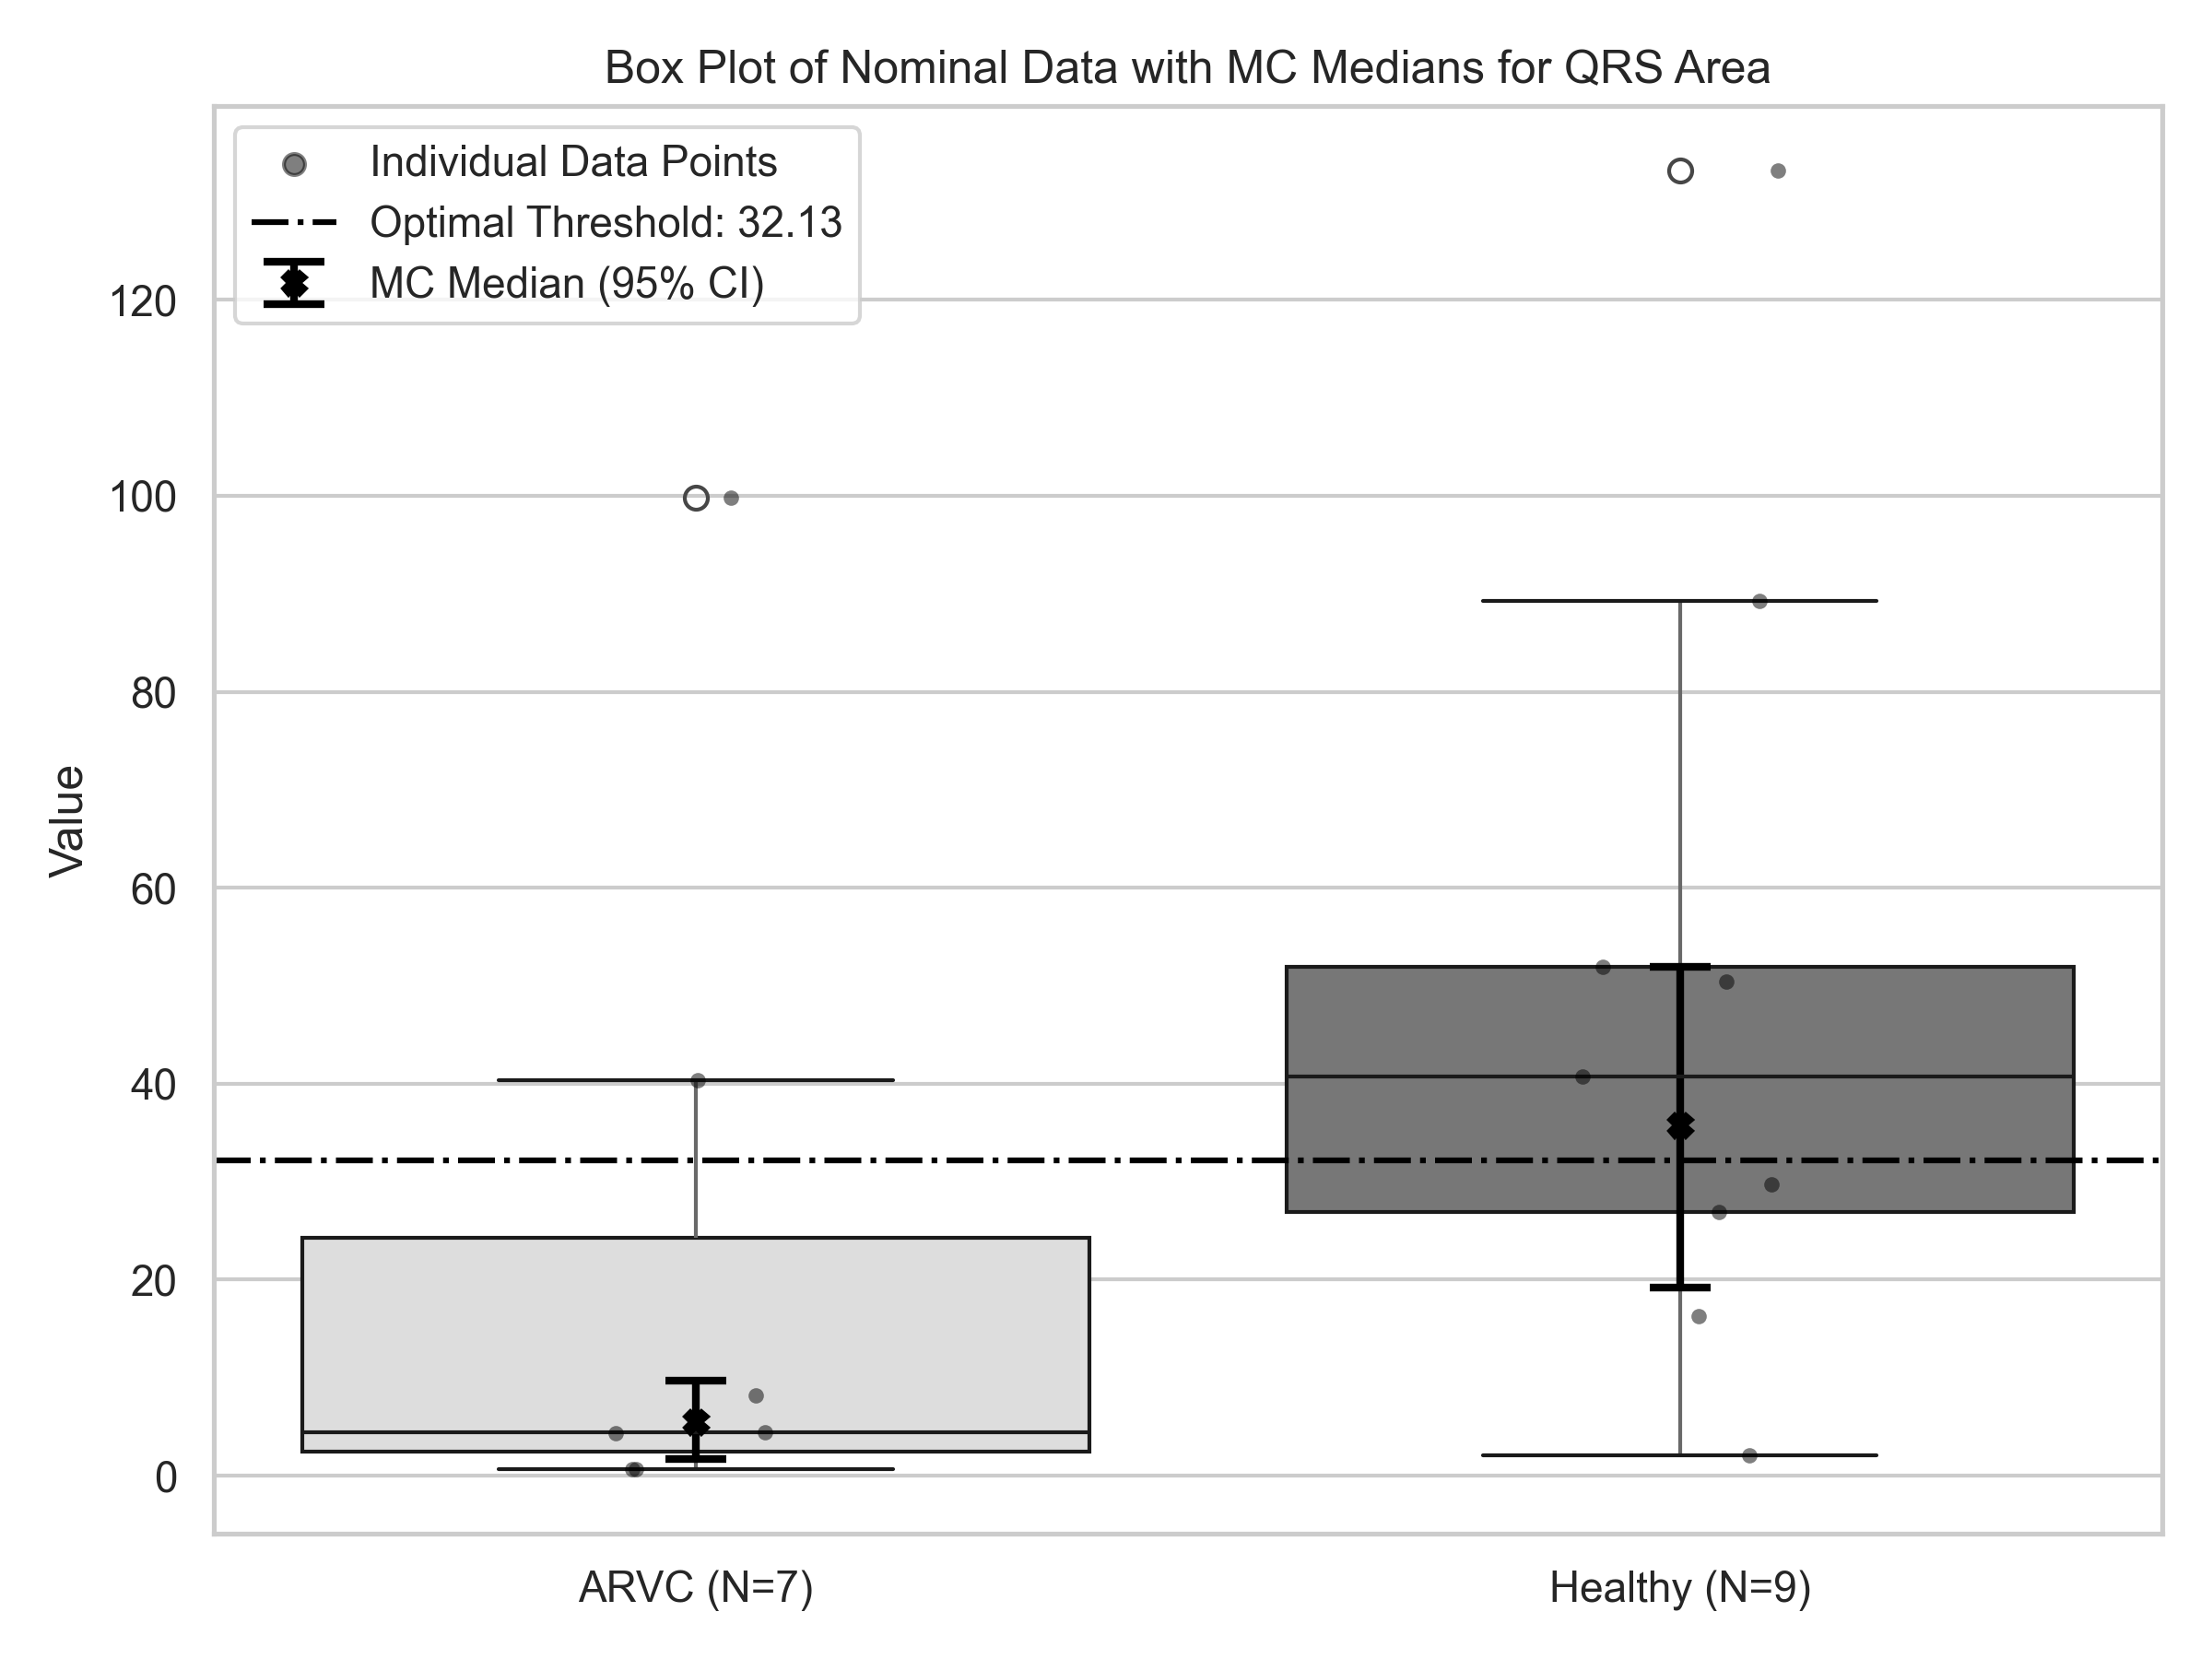 Box Plot of Nominal Data with MC Medians for QRS Area
Individual Data Points
Optimal Threshold: 32.13
MC Median (95% CI)
120
100
80
60
40
20
0
Value
ARVC (N=7)
Healthy (N=9)